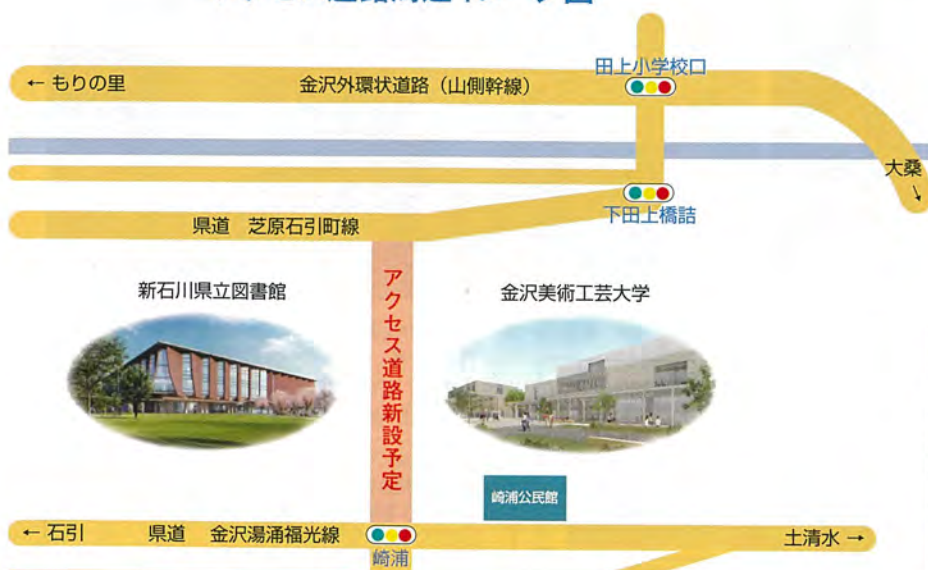 田上小学校口
← もりの里
金沢外環状道路（山側幹線）
大桑
↓
下田上橋詰
県道　芝原石引町線
新石川県立図書館
アクセス道路新設予定
金沢美術工芸大学
崎浦公民館
← 石引
県道　金沢湯涌福光線
崎浦
土清水 →